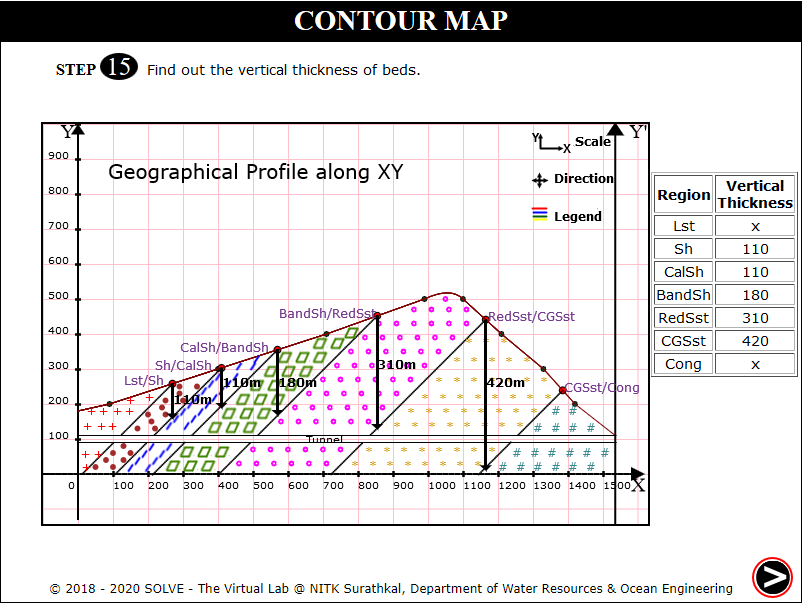 CONTOUR MAP
STEP 15 Find out the vertical thickness of beds.
Y Y'
Y X Scale
Geographical Profile along XY
Direction
Legend
900
800
700
600
500
400
300
200
100
BandSh/RedSst
RedSst/CGSst
CalSh/BandSh
Sh/CalSh
Lst/Sh
CGSst/Cong
110m
110m
180m
310m
420m
Tunnel
0 100 200 300 400 500 600 700 800 900 1000 1100 1200 1300 1400 1500 X
Region Vertical Thickness
Lst x
Sh 110
CalSh 110
BandSh 180
RedSst 310
CGSst 420
Cong x
© 2018 - 2020 SOLVE - The Virtual Lab @ NITK Surathkal, Department of Water Resources & Ocean Engineering